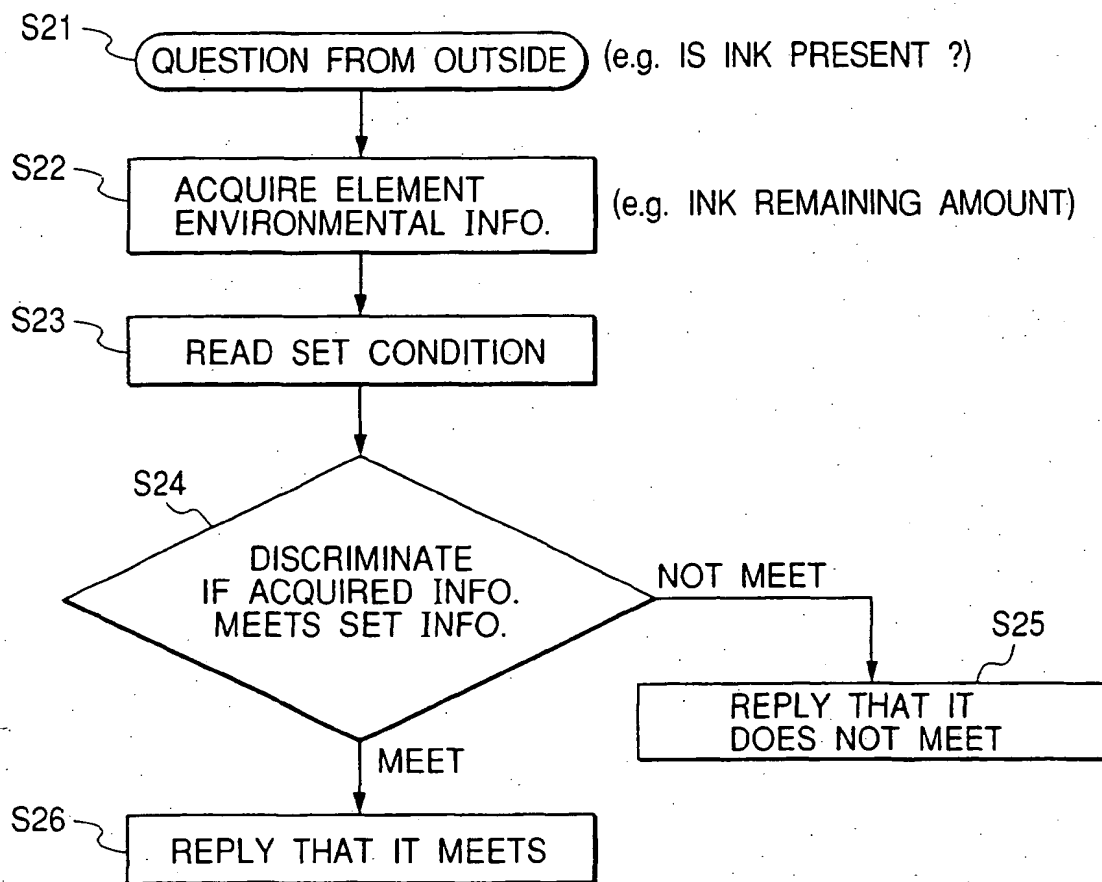 S21
QUESTION FROM OUTSIDE (e.g. IS INK PRESENT ?)
S22
ACQUIRE ELEMENT
ENVIRONMENTAL INFO.
(e.g. INK REMAINING AMOUNT)
S23
READ SET CONDITION
S24
DISCRIMINATE
IF ACQUIRED INFO.
MEETS SET INFO.
NOT MEET
S25
REPLY THAT IT
DOES NOT MEET
MEET
S26
REPLY THAT IT MEETS